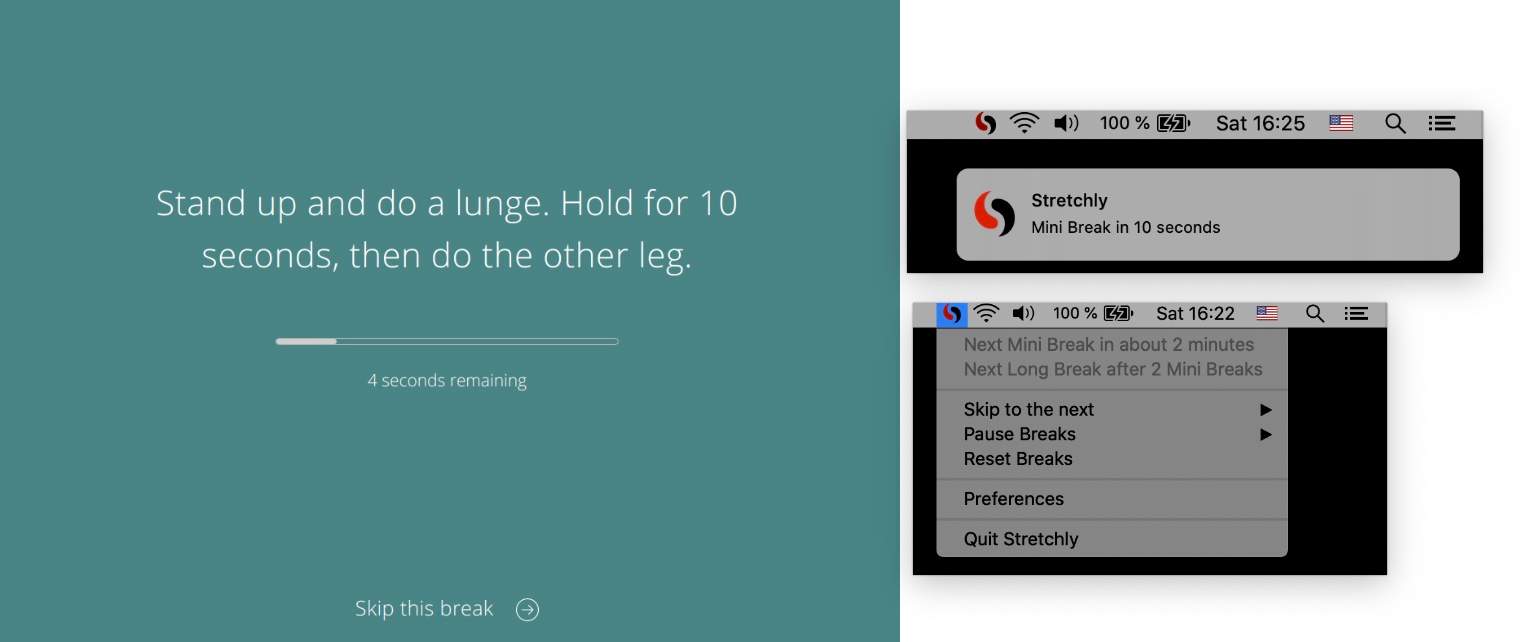 Stand up and do a lunge. Hold for 10
seconds, then do the other leg.
4 seconds remaining
Skip this break
100 % Sat 16:25
Stretchly
Mini Break in 10 seconds
100 % Sat 16:22
Next Mini Break in about 2 minutes
Next Long Break after 2 Mini Breaks
Skip to the next
Pause Breaks
Reset Breaks
Preferences
Quit Stretchly